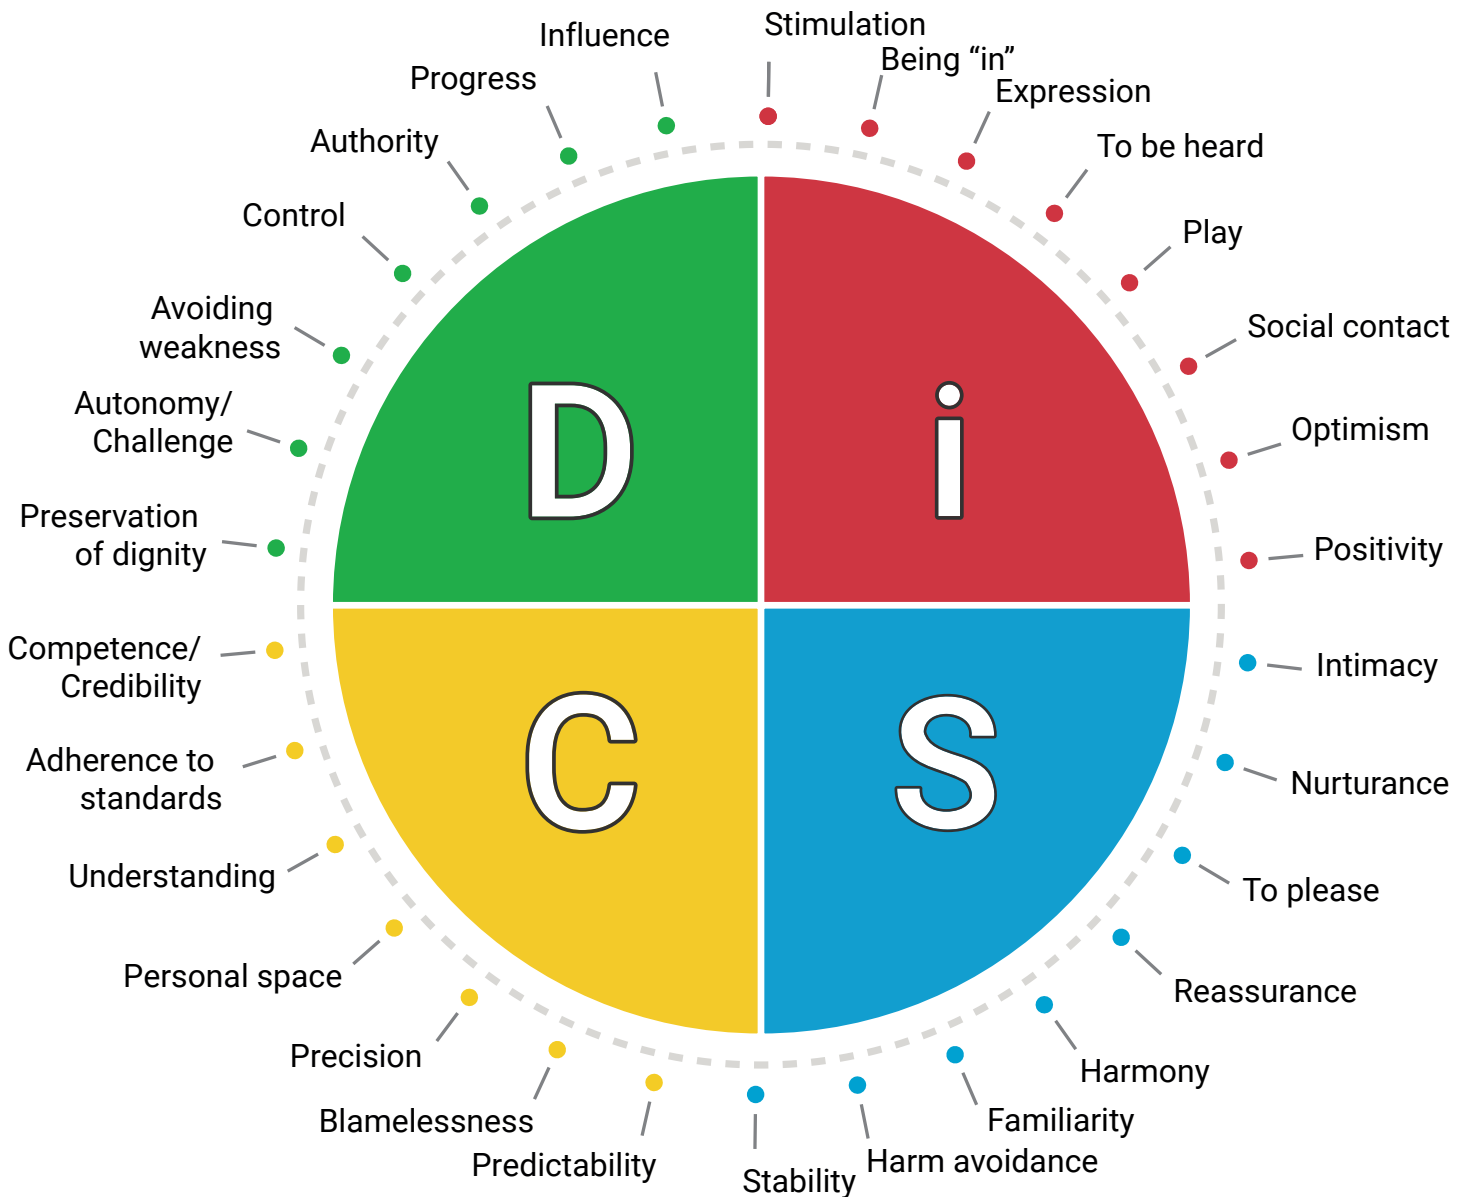 Stimulation
Being “in”
Expression
To be heard
Play
Social contact
Optimism
Positivity
Intimacy
Nurturance
To please
Reassurance
Harmony
Familiarity
Harm avoidance
Stability
Predictability
Blamelessness
Precision
Personal space
Understanding
Adherence to
standards
Competence/
Credibility
Preservation
of dignity
Autonomy/
Challenge
Avoiding
weakness
Control
Authority
Progress
Influence
D
i
C
S